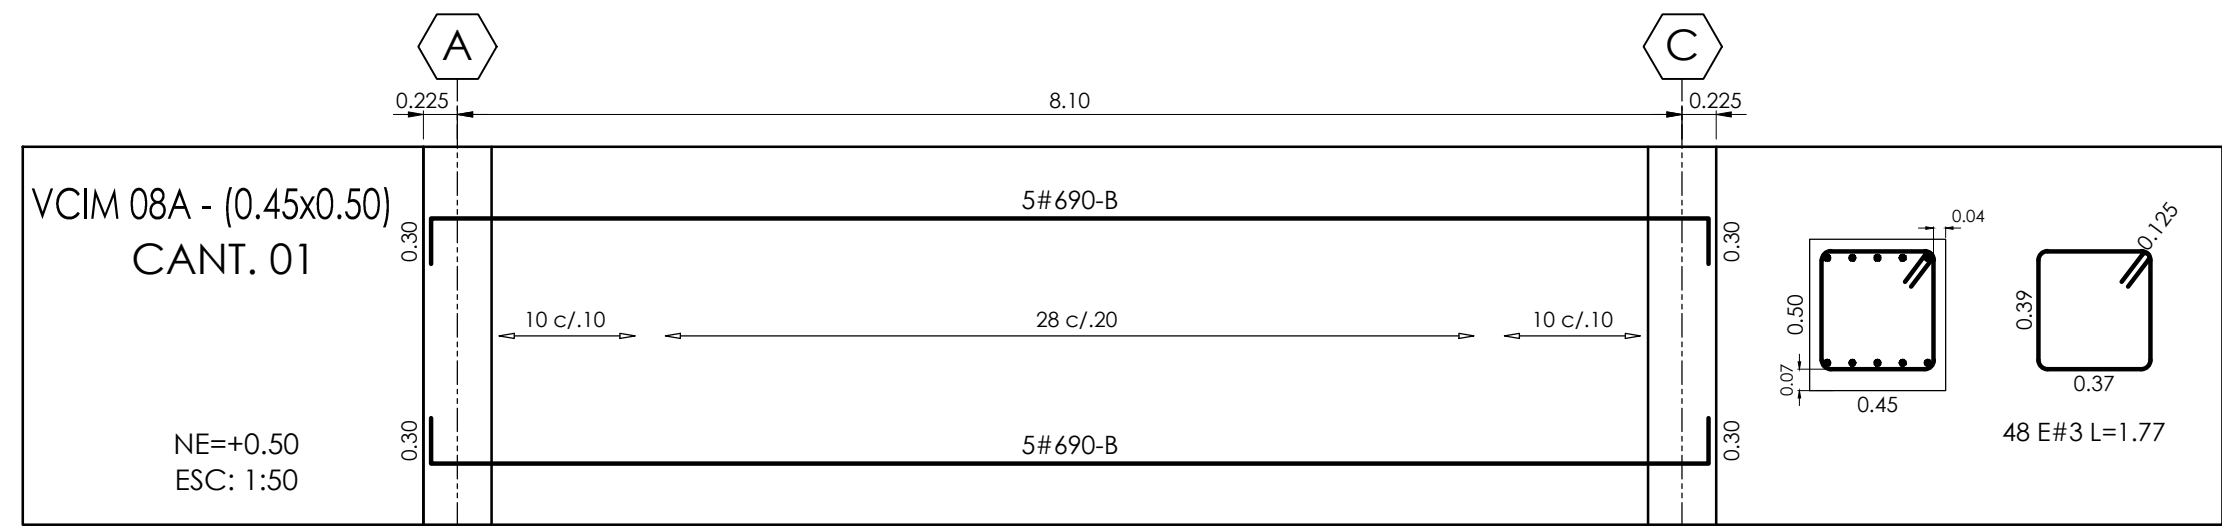 A
C
0.225
8.10
0.225
VCIM 08A - (0.45x0.50)
CANT. 01
NE=+0.50
ESC: 1:50
5#690-B
0.30
0.30
10 c/.10
28 c/.20
10 c/.10
5#690-B
0.30
0.30
0.04
0.50
0.07
0.45
0.125
0.39
0.37
48 E#3 L=1.77